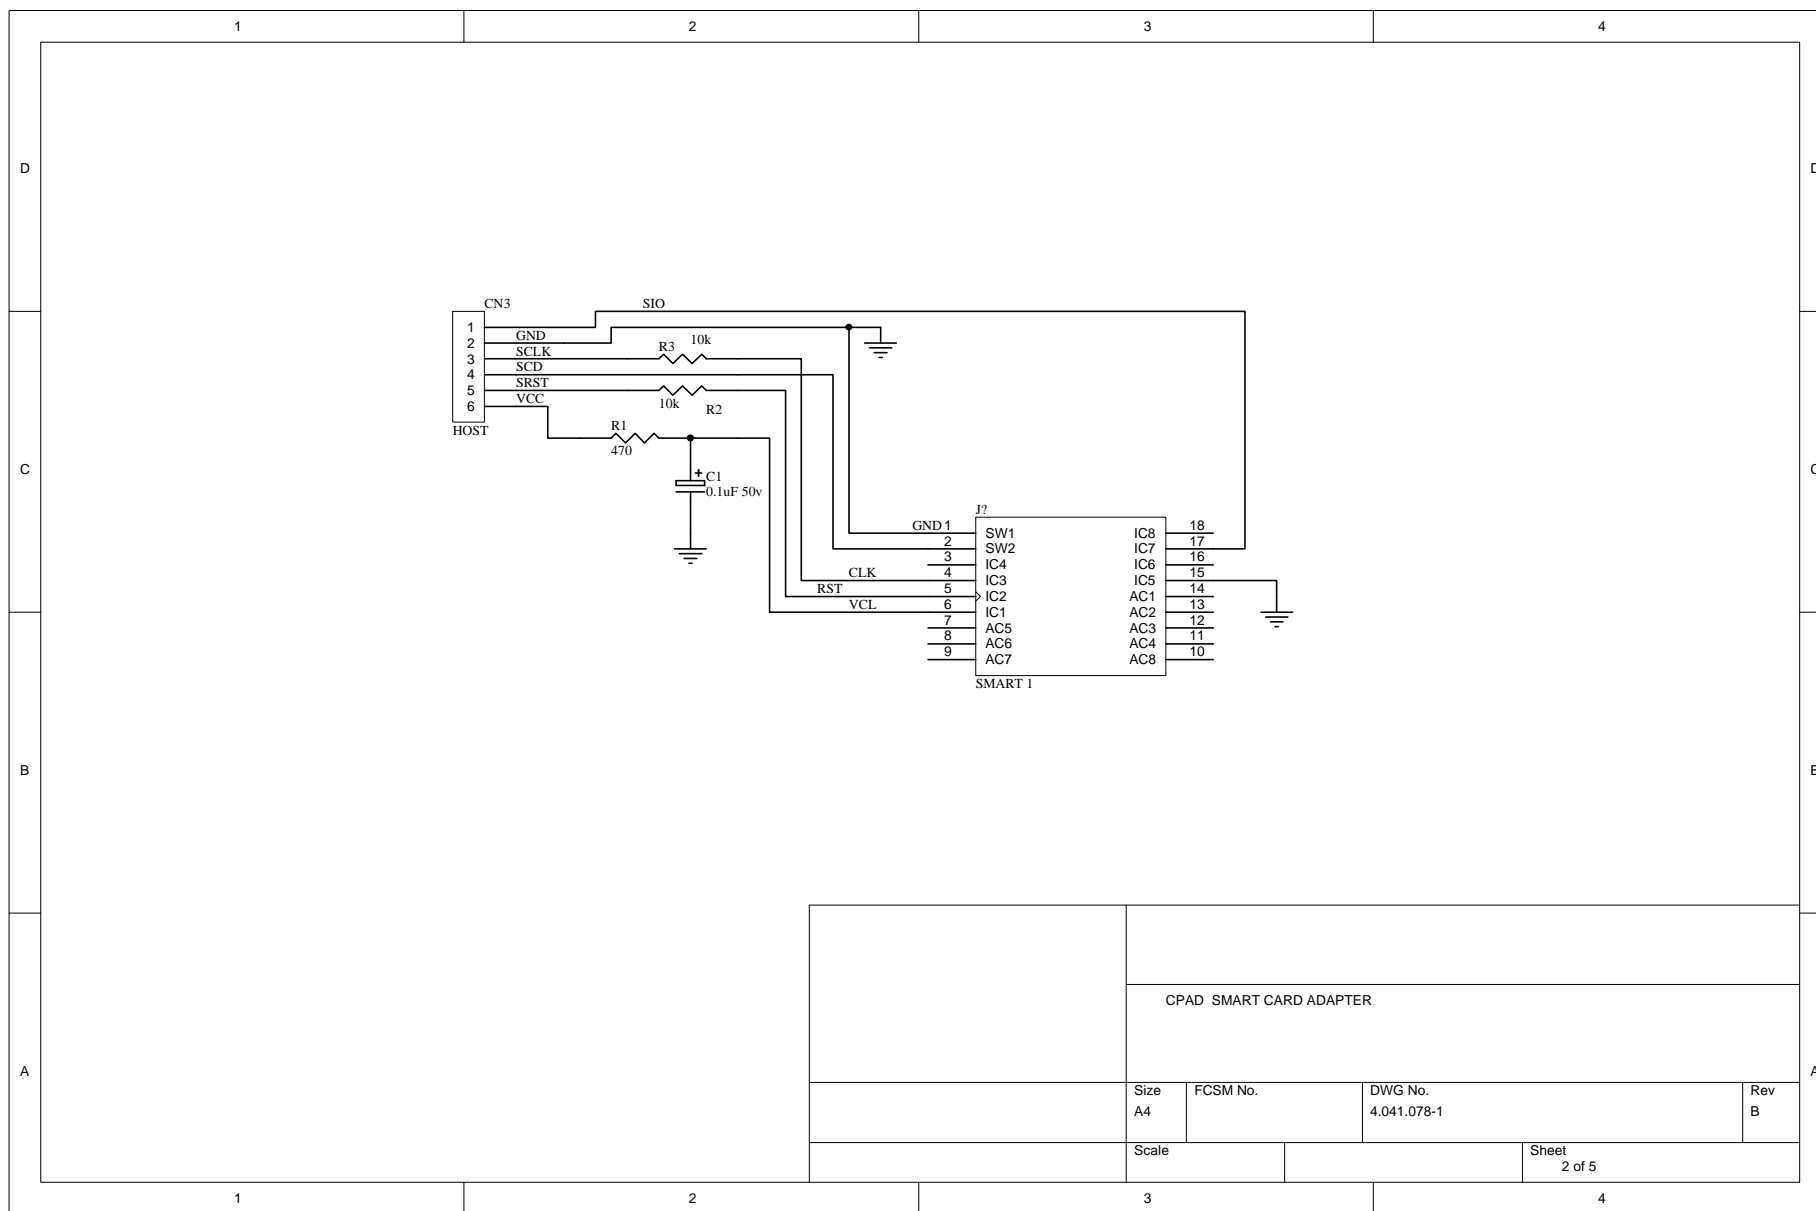 1 2 3 4
D D
CN3
SIO
1
GND
2
SCLK
3
R3 10k
SCD
4
SRST
5
10k R2
VCC
6
HOST
R1
470
C C
+ C1
0.1uF 50v
J?
GND 1 SW1 IC8 18
2 SW2 IC7 17
3 IC4 IC6 16
CLK 4 IC3 IC5 15
RST 5 IC2 AC1 14
VCL 6 IC1 AC2 13
7 AC5 AC3 12
8 AC6 AC4 11
9 AC7 AC8 10
SMART 1
B B
CPAD SMART CARD ADAPTER
A A
Size FCSM No. DWG No. Rev
A4 4.041.078-1 B
Scale Sheet
2 of 5
1 2 3 4